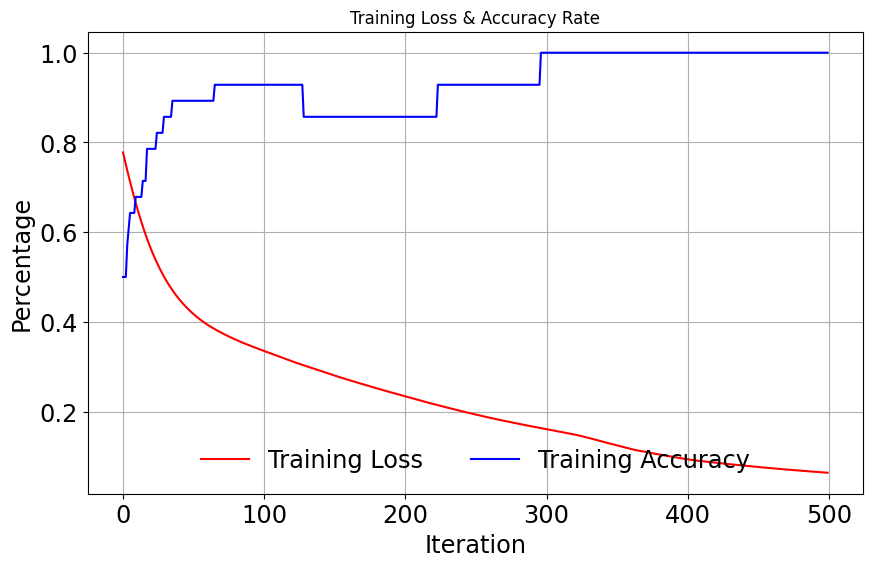 Training Loss & Accuracy Rate
1.0
0.8
0.6
0.4
0.2
Percentage
Training Loss
Training Accuracy
0 100 200 300 400 500
Iteration